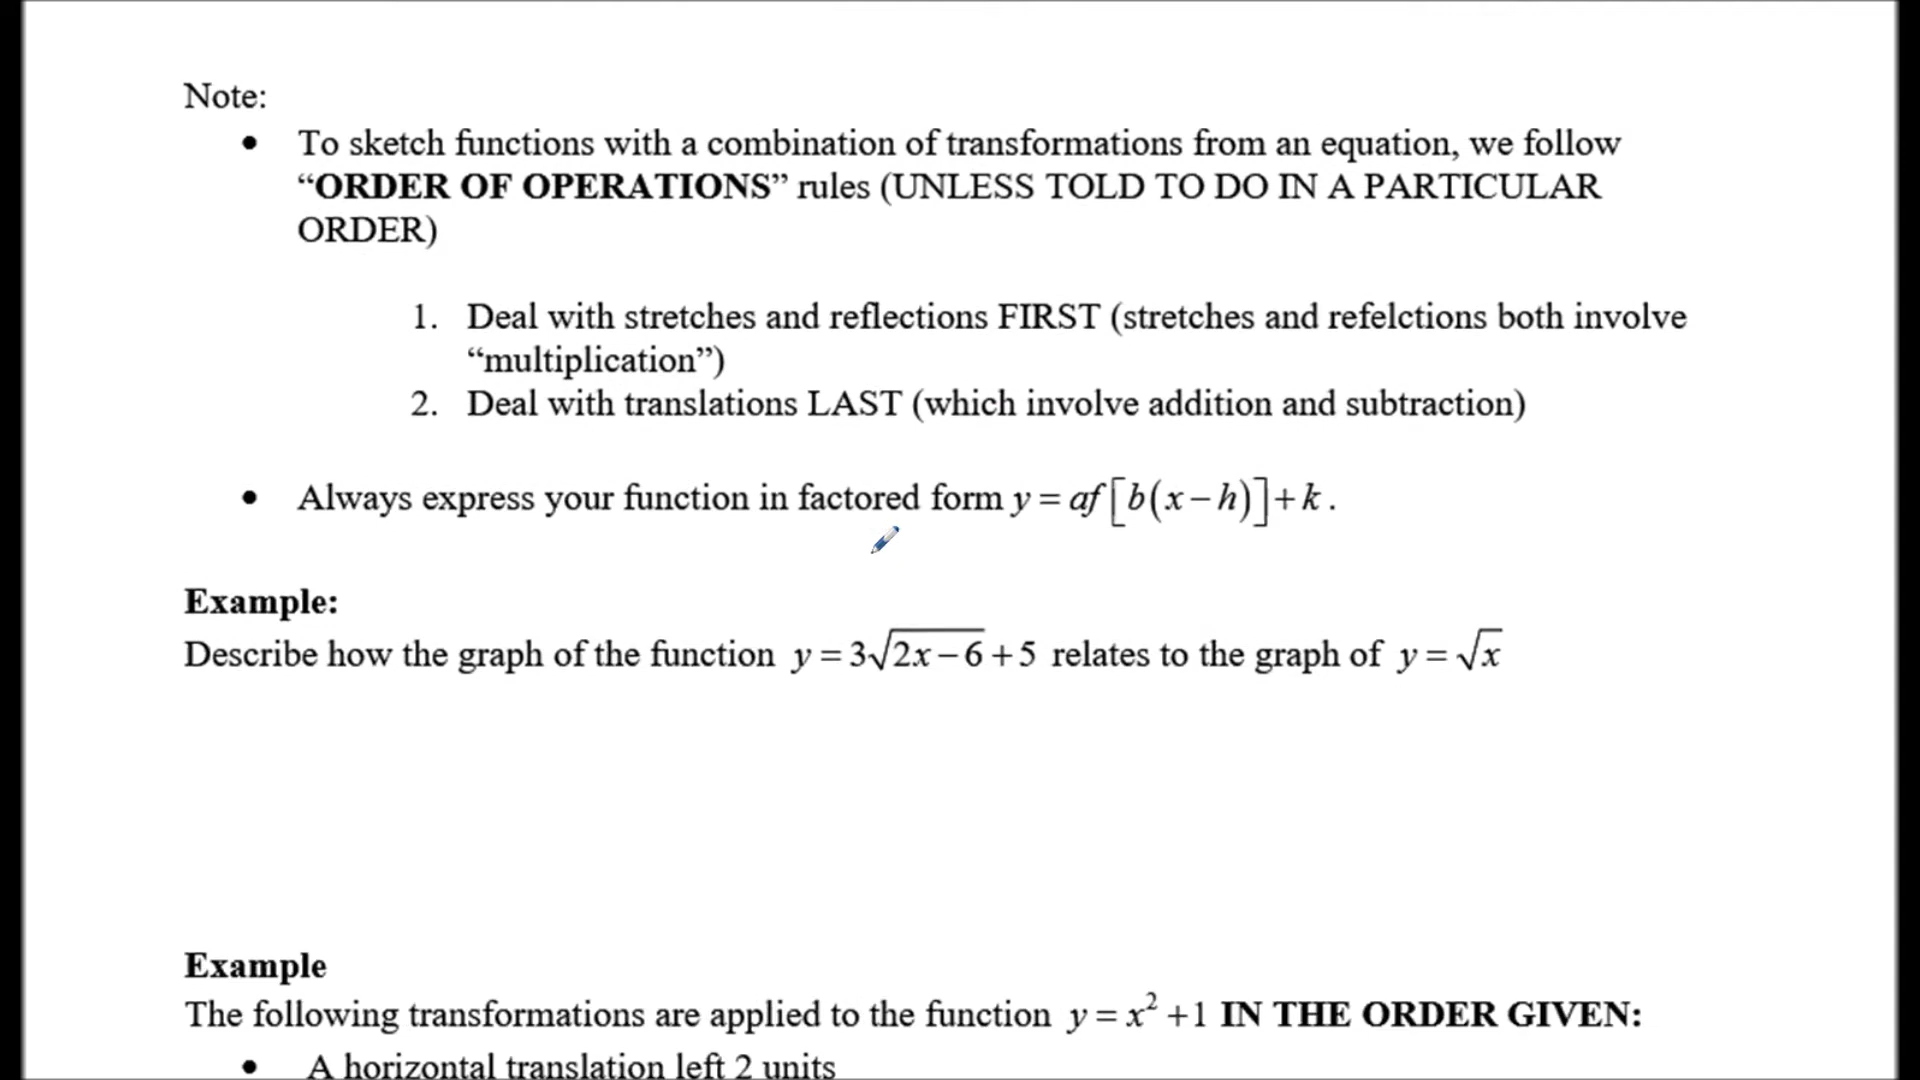 Note:
• To sketch functions with a combination of transformations from an equation, we follow
“ORDER OF OPERATIONS” rules (UNLESS TOLD TO DO IN A PARTICULAR
ORDER)
1. Deal with stretches and reflections FIRST (stretches and refelctions both involve
“multiplication”)
2. Deal with translations LAST (which involve addition and subtraction)
• Always express your function in factored form y = af[b(x − h)] + k.
Example:
Describe how the graph of the function y = 3√(2x − 6) + 5 relates to the graph of y = √x
Example
The following transformations are applied to the function y = x² + 1 IN THE ORDER GIVEN:
• A horizontal translation left 2 units